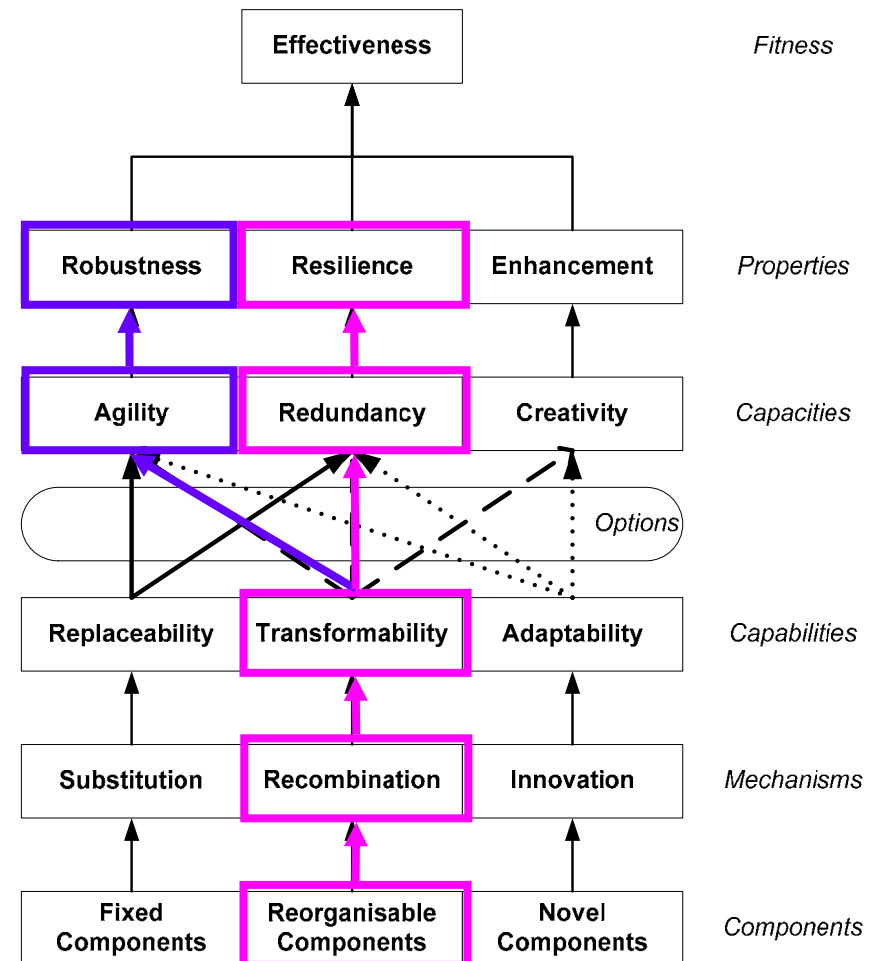 Effectiveness
Fitness
Robustness
Resilience
Enhancement
Properties
Agility
Redundancy
Creativity
Capacities
Options
Replaceability
Transformability
Adaptability
Capabilities
Substitution
Recombination
Innovation
Mechanisms
Fixed
Components
Reorganisable
Components
Novel
Components
Components